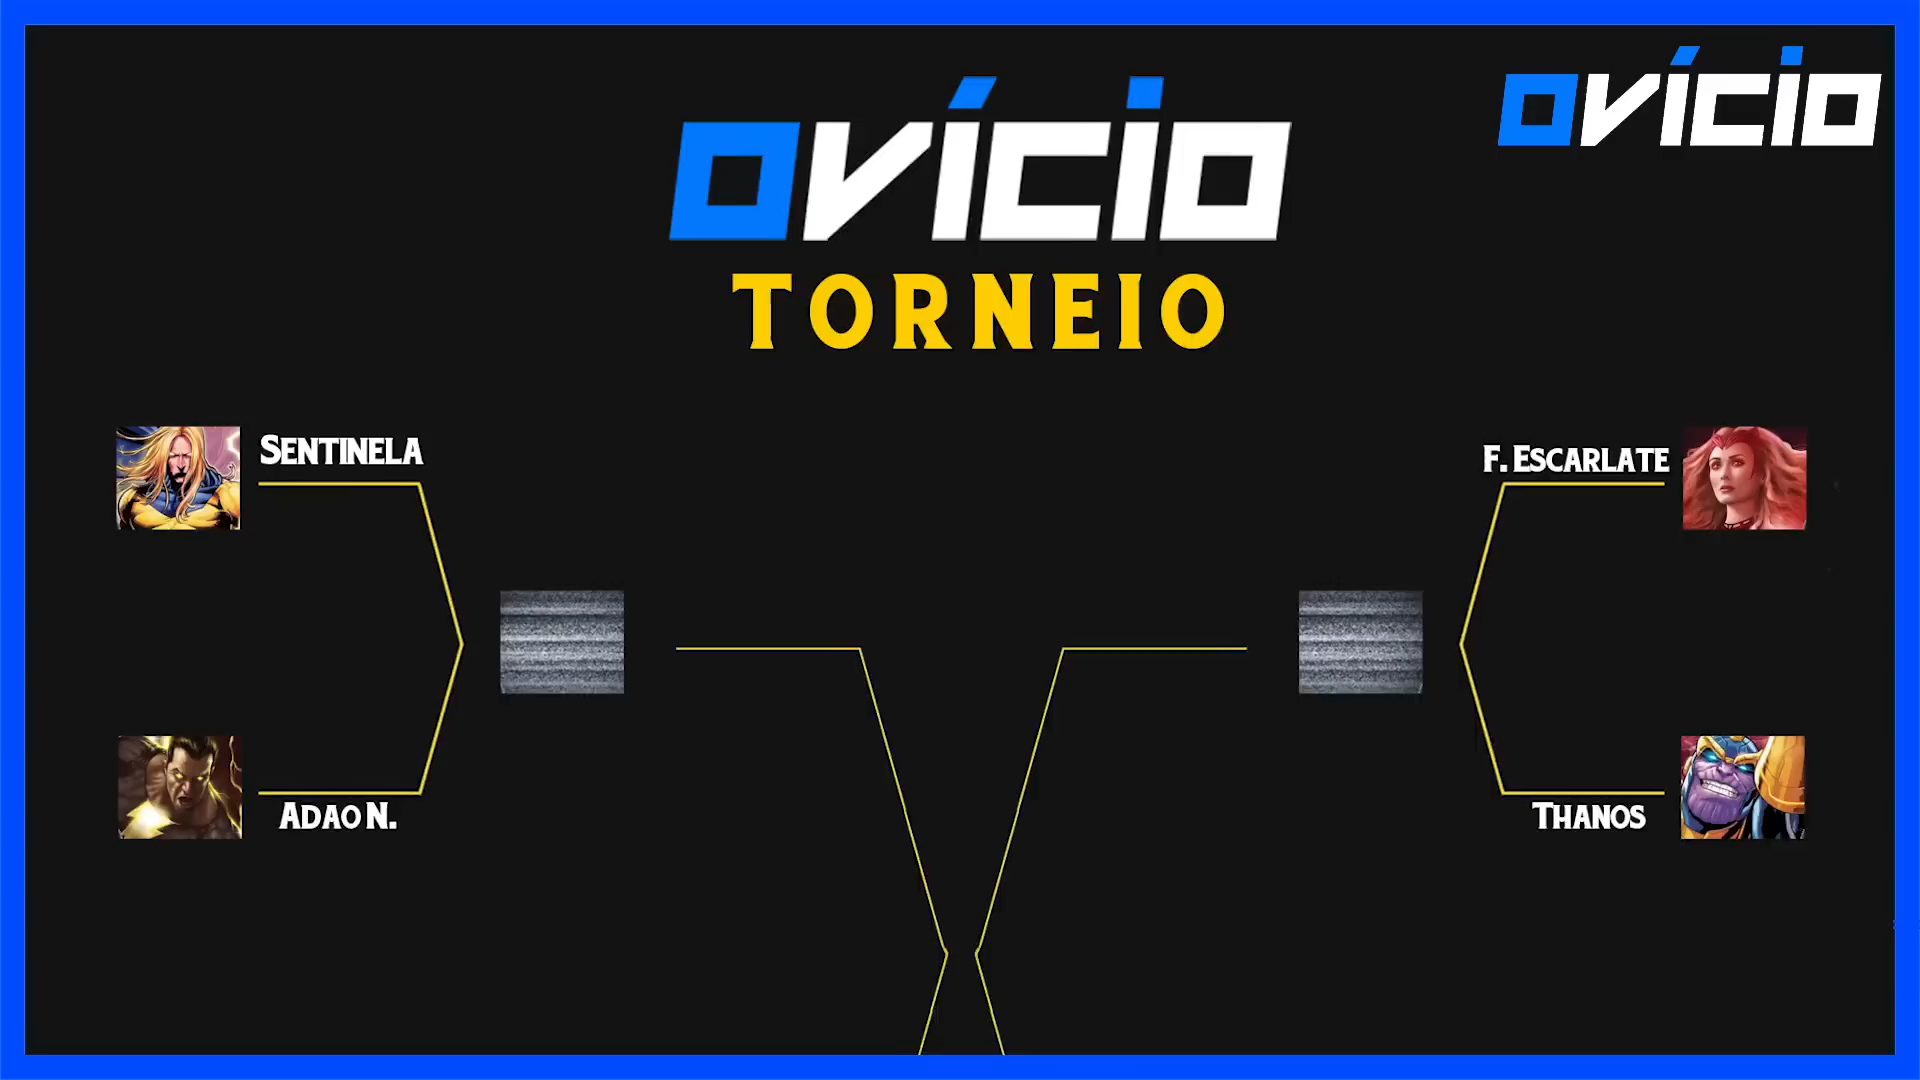 ovício
ovício
TORNEIO
SENTINELA
F. ESCARLATE
ADAO N.
THANOS